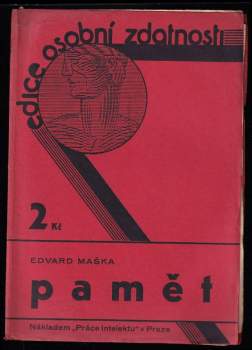 edice osobní zdatnosti
2 Kč
EDVARD MAŠKA
paměť
Nákladem „Práce Intelektu" v Praze